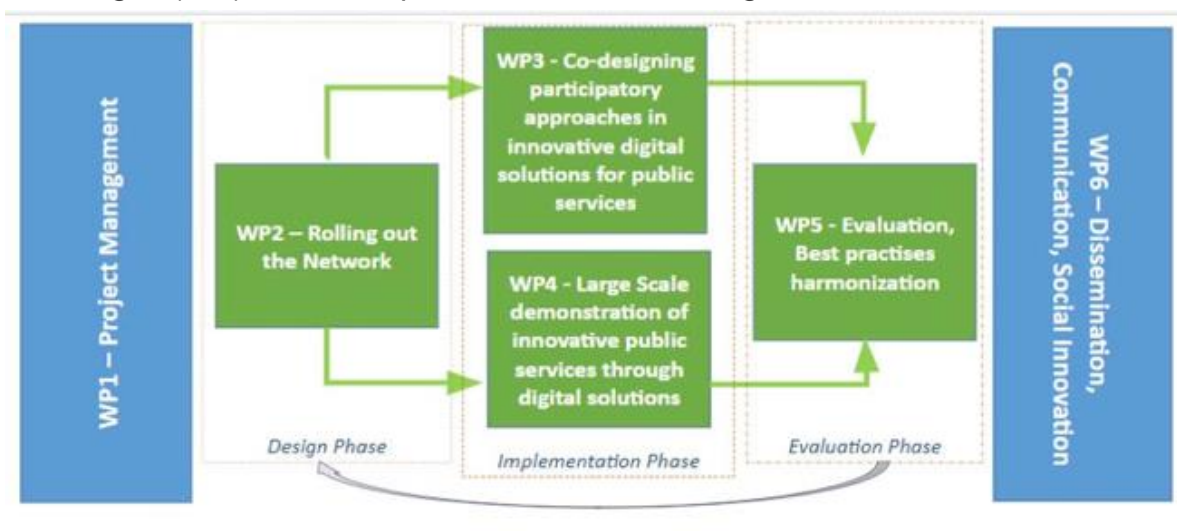 WP1 – Project Management
WP2 – Rolling out
the Network
Design Phase
WP3 - Co-designing
participatory
approaches in
innovative digital
solutions for public
services
WP4 - Large Scale
demonstration of
innovative public
services through
digital solutions
Implementation Phase
WP5 - Evaluation,
Best practises
harmonization
Evaluation Phase
WP6 – Dissemination,
Communication, Social Innovation